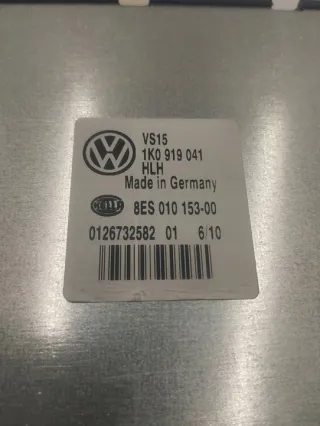 VS15
1K0 919 041
HLH
Made in Germany
8ES 010 153-00
0126732582 01 6/10